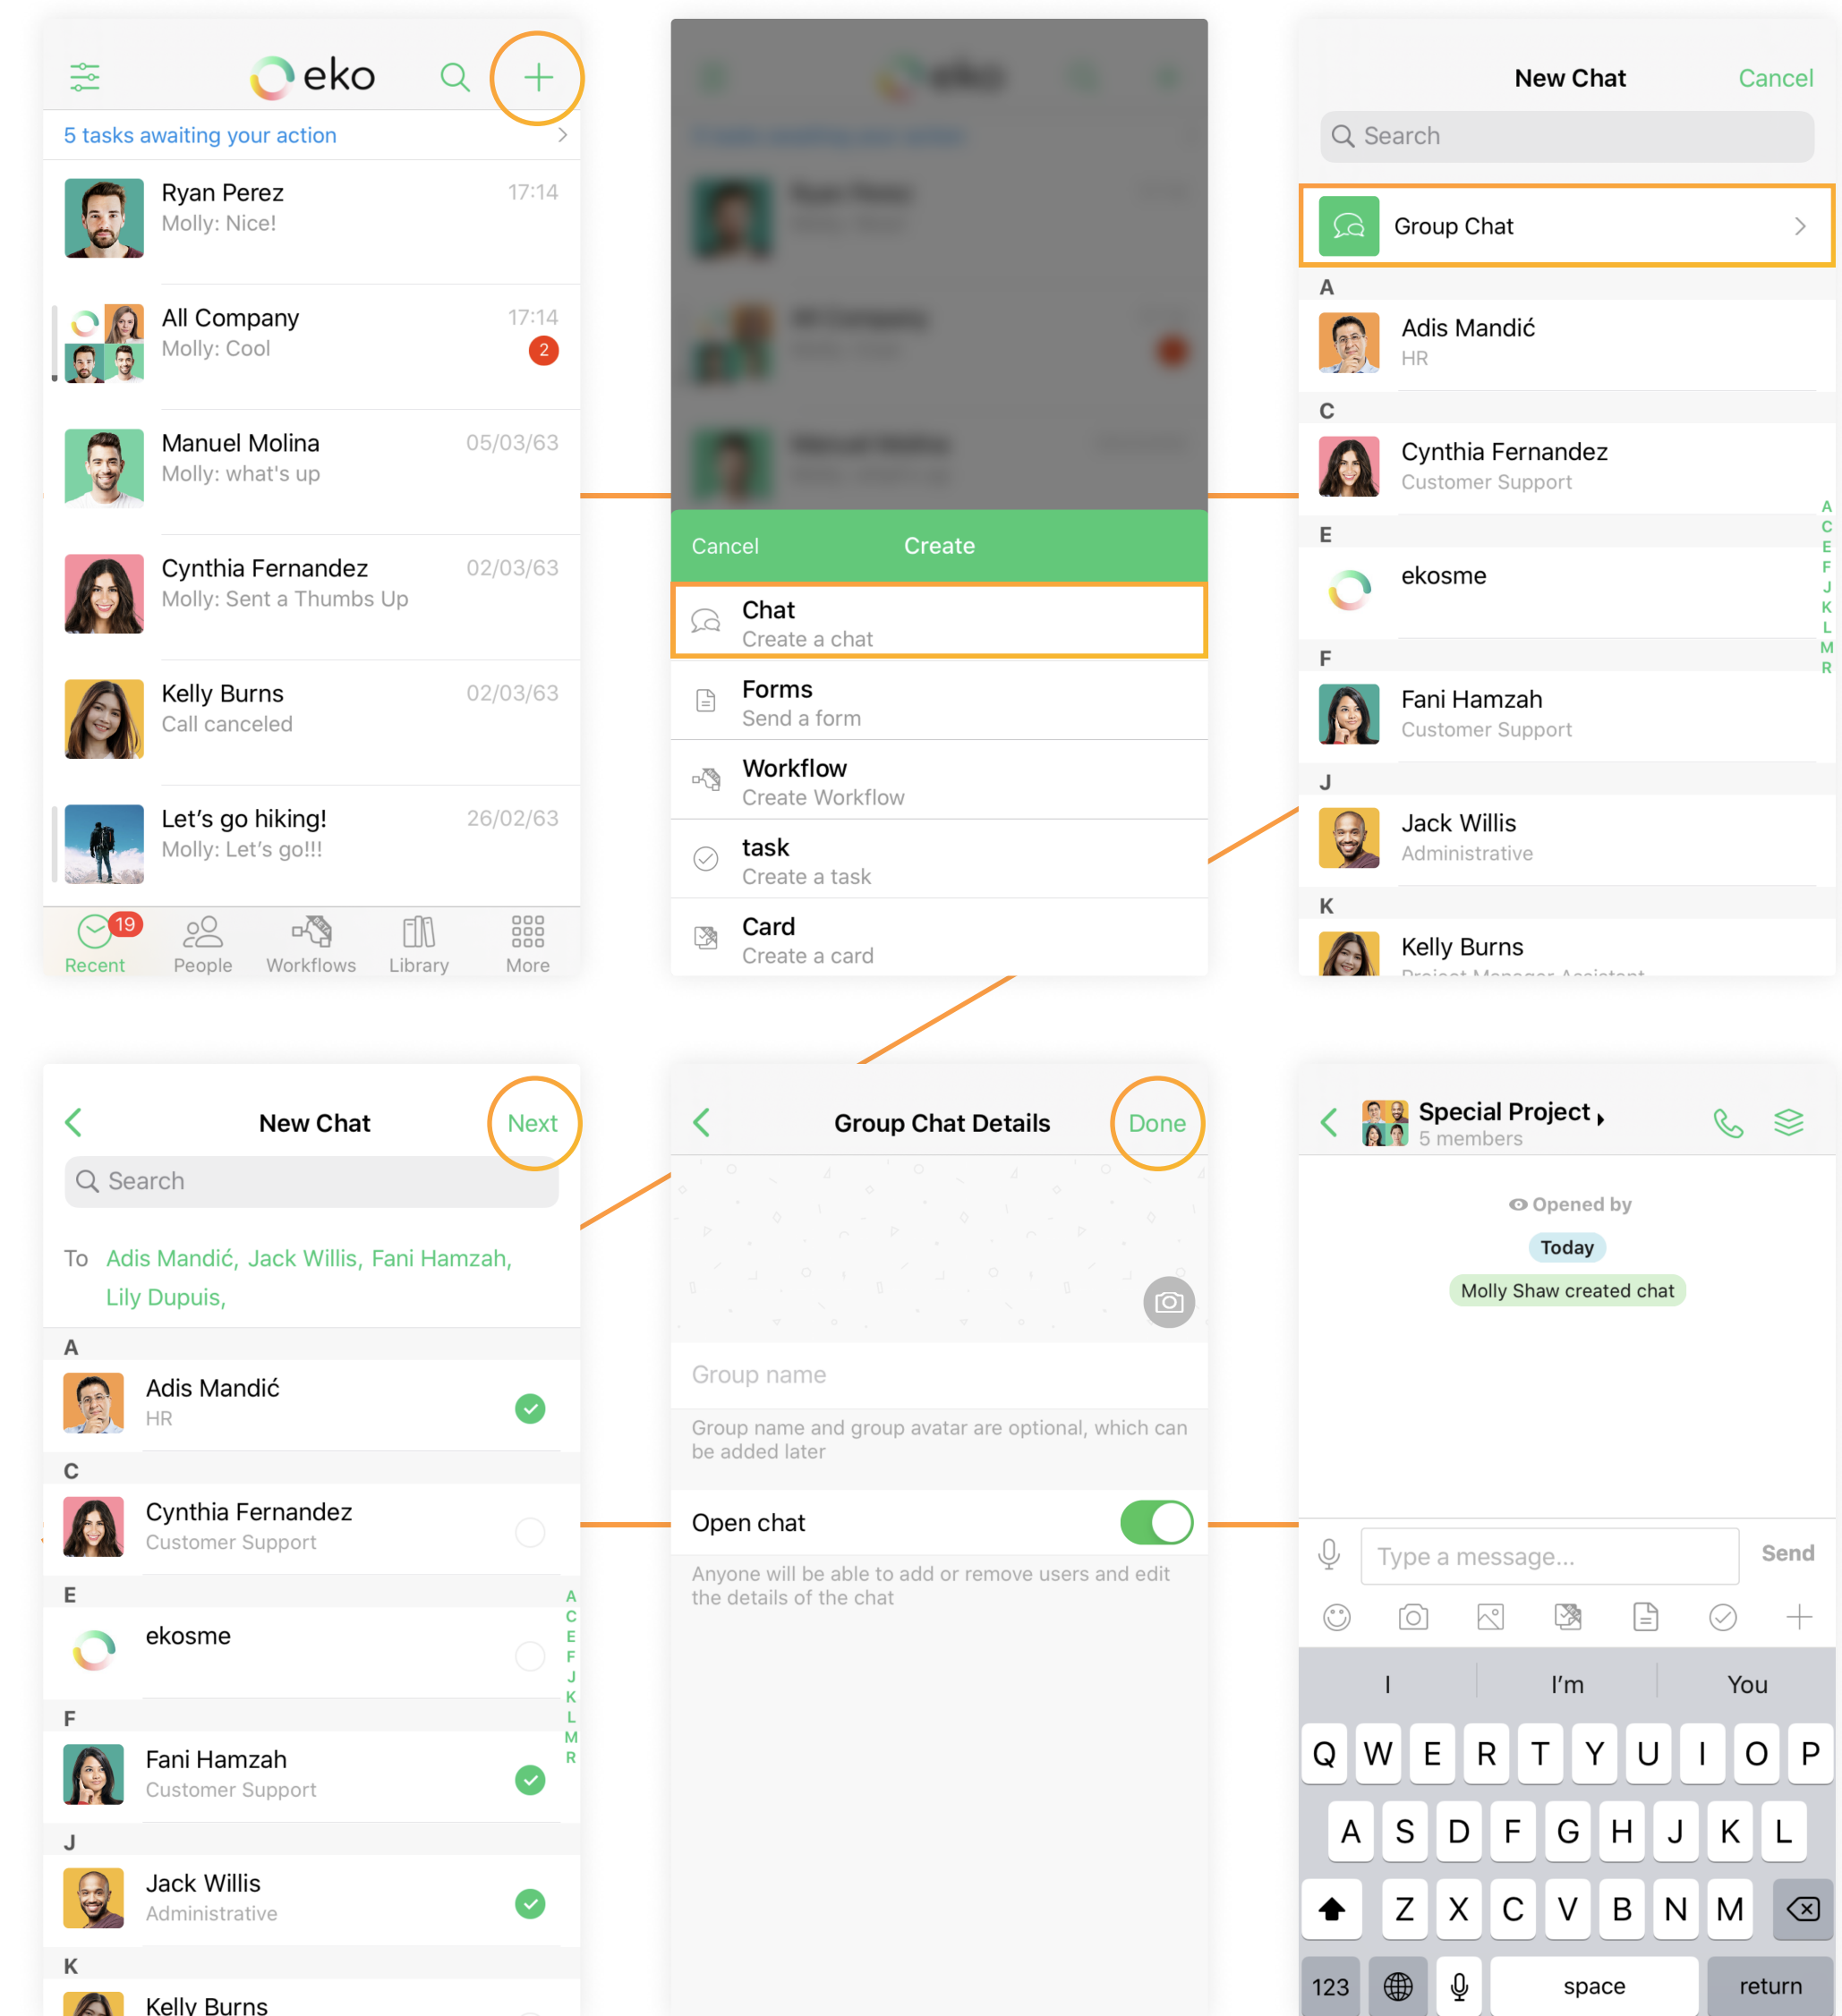 eko
5 tasks awaiting your action
Ryan Perez
17:14
Molly: Nice!
All Company
17:14
Molly: Cool
2
Manuel Molina
05/03/63
Molly: what's up
Cynthia Fernandez
02/03/63
Molly: Sent a Thumbs Up
Kelly Burns
02/03/63
Call canceled
Let's go hiking!
26/02/63
Molly: Let's go!!!
19
Recent
People
Workflows
Library
More
Cancel
Create
Chat
Create a chat
Forms
Send a form
Workflow
Create Workflow
task
Create a task
Card
Create a card
New Chat
Cancel
Search
Group Chat
A
Adis Mandić
HR
C
Cynthia Fernandez
Customer Support
E
ekosme
F
Fani Hamzah
Customer Support
J
Jack Willis
Administrative
K
Kelly Burns
Project Manager Assistant
A
C
E
F
J
K
L
M
R
New Chat
Next
Search
To Adis Mandić, Jack Willis, Fani Hamzah,
Lily Dupuis,
A
Adis Mandić
HR
C
Cynthia Fernandez
Customer Support
E
ekosme
F
Fani Hamzah
Customer Support
J
Jack Willis
Administrative
K
Kelly Burns
A
C
E
F
J
K
L
M
R
Group Chat Details
Done
Group name
Group name and group avatar are optional, which can
be added later
Open chat
Anyone will be able to add or remove users and edit
the details of the chat
Special Project
5 members
Opened by
Today
Molly Shaw created chat
Type a message...
Send
I
I'm
You
Q W E R T Y U I O P
A S D F G H J K L
Z X C V B N M
123
space
return